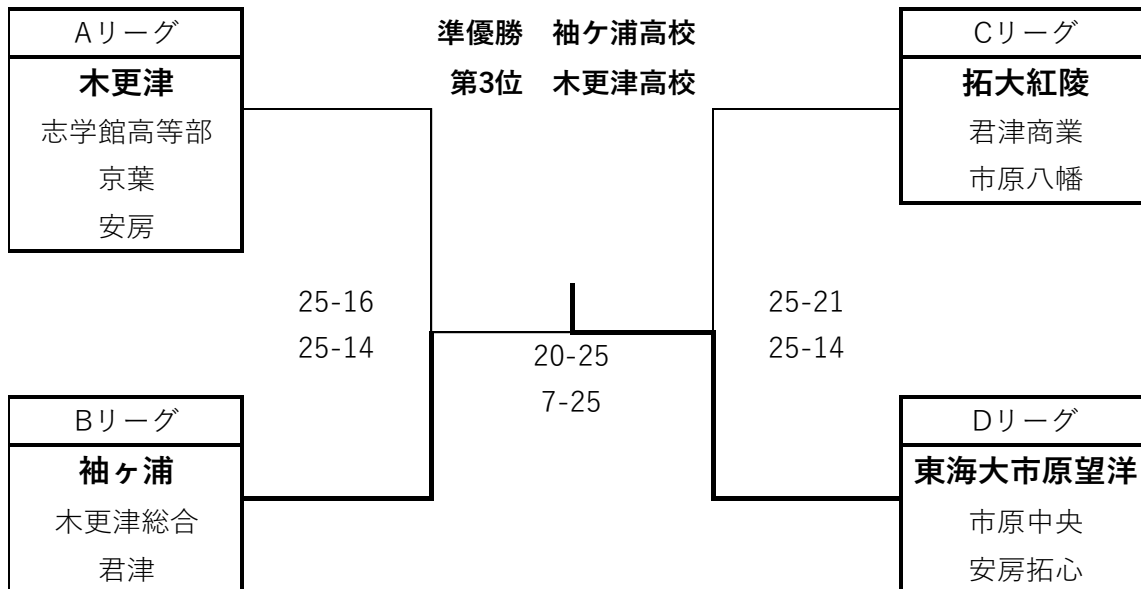 Aリーグ
木更津
志学館高等部
京葉
安房
準優勝　袖ケ浦高校
第3位　木更津高校
Cリーグ
拓大紅陵
君津商業
市原八幡
25-16
25-14
20-25
7-25
25-21
25-14
Bリーグ
袖ヶ浦
木更津総合
君津
Dリーグ
東海大市原望洋
市原中央
安房拓心